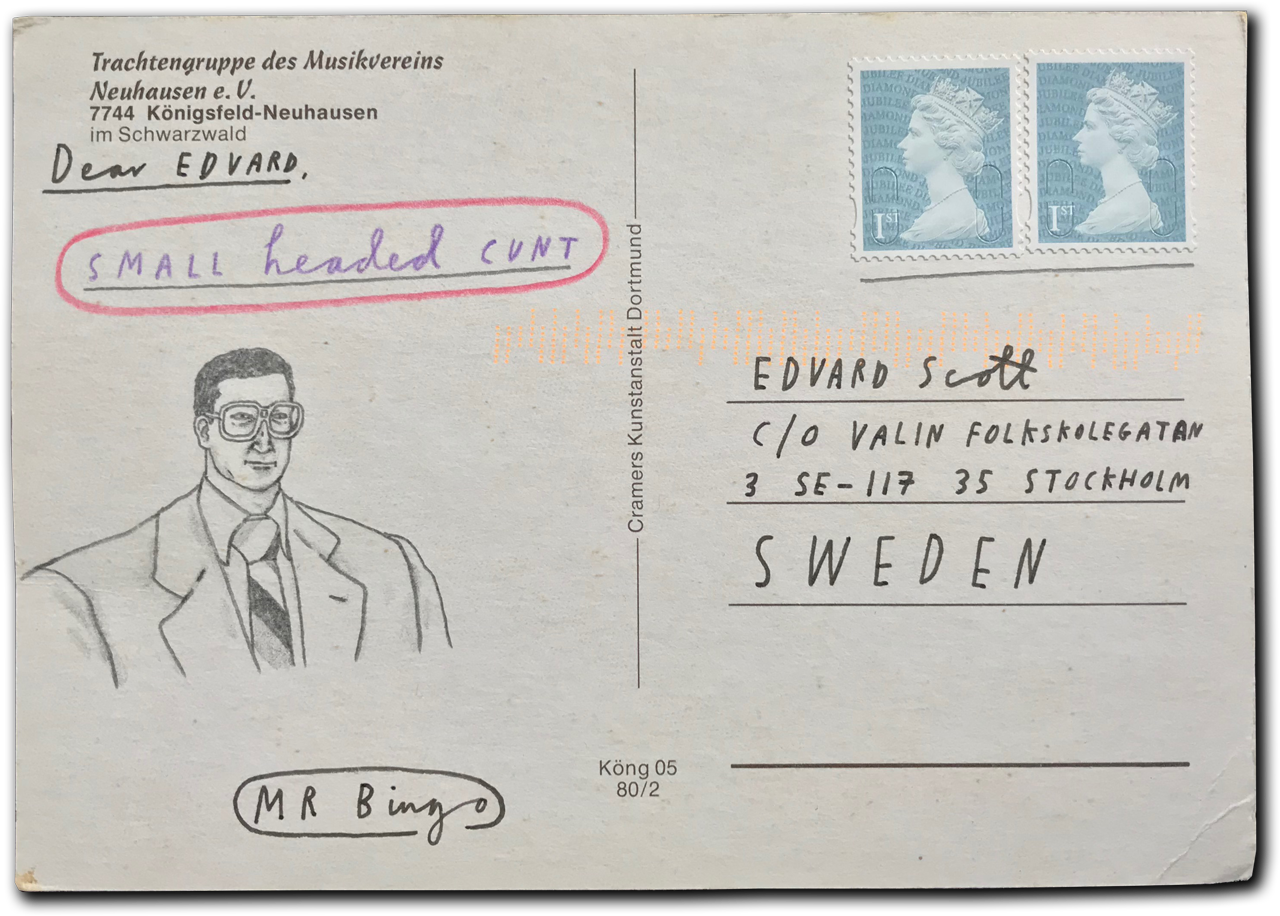 Trachtengruppe des Musikvereins
Neuhausen e. V.
7744 Königsfeld-Neuhausen
im Schwarzwald
Dear EDVARD,
SMALL headed CUNT
MR Bingo
Cramers Kunstanstalt Dortmund
Köng 05
80/2
1ST
1ST
EDVARD Scott
C/O VALIN FOLKSKOLEGATAN
3 SE-117 35 STOCKHOLM
SWEDEN